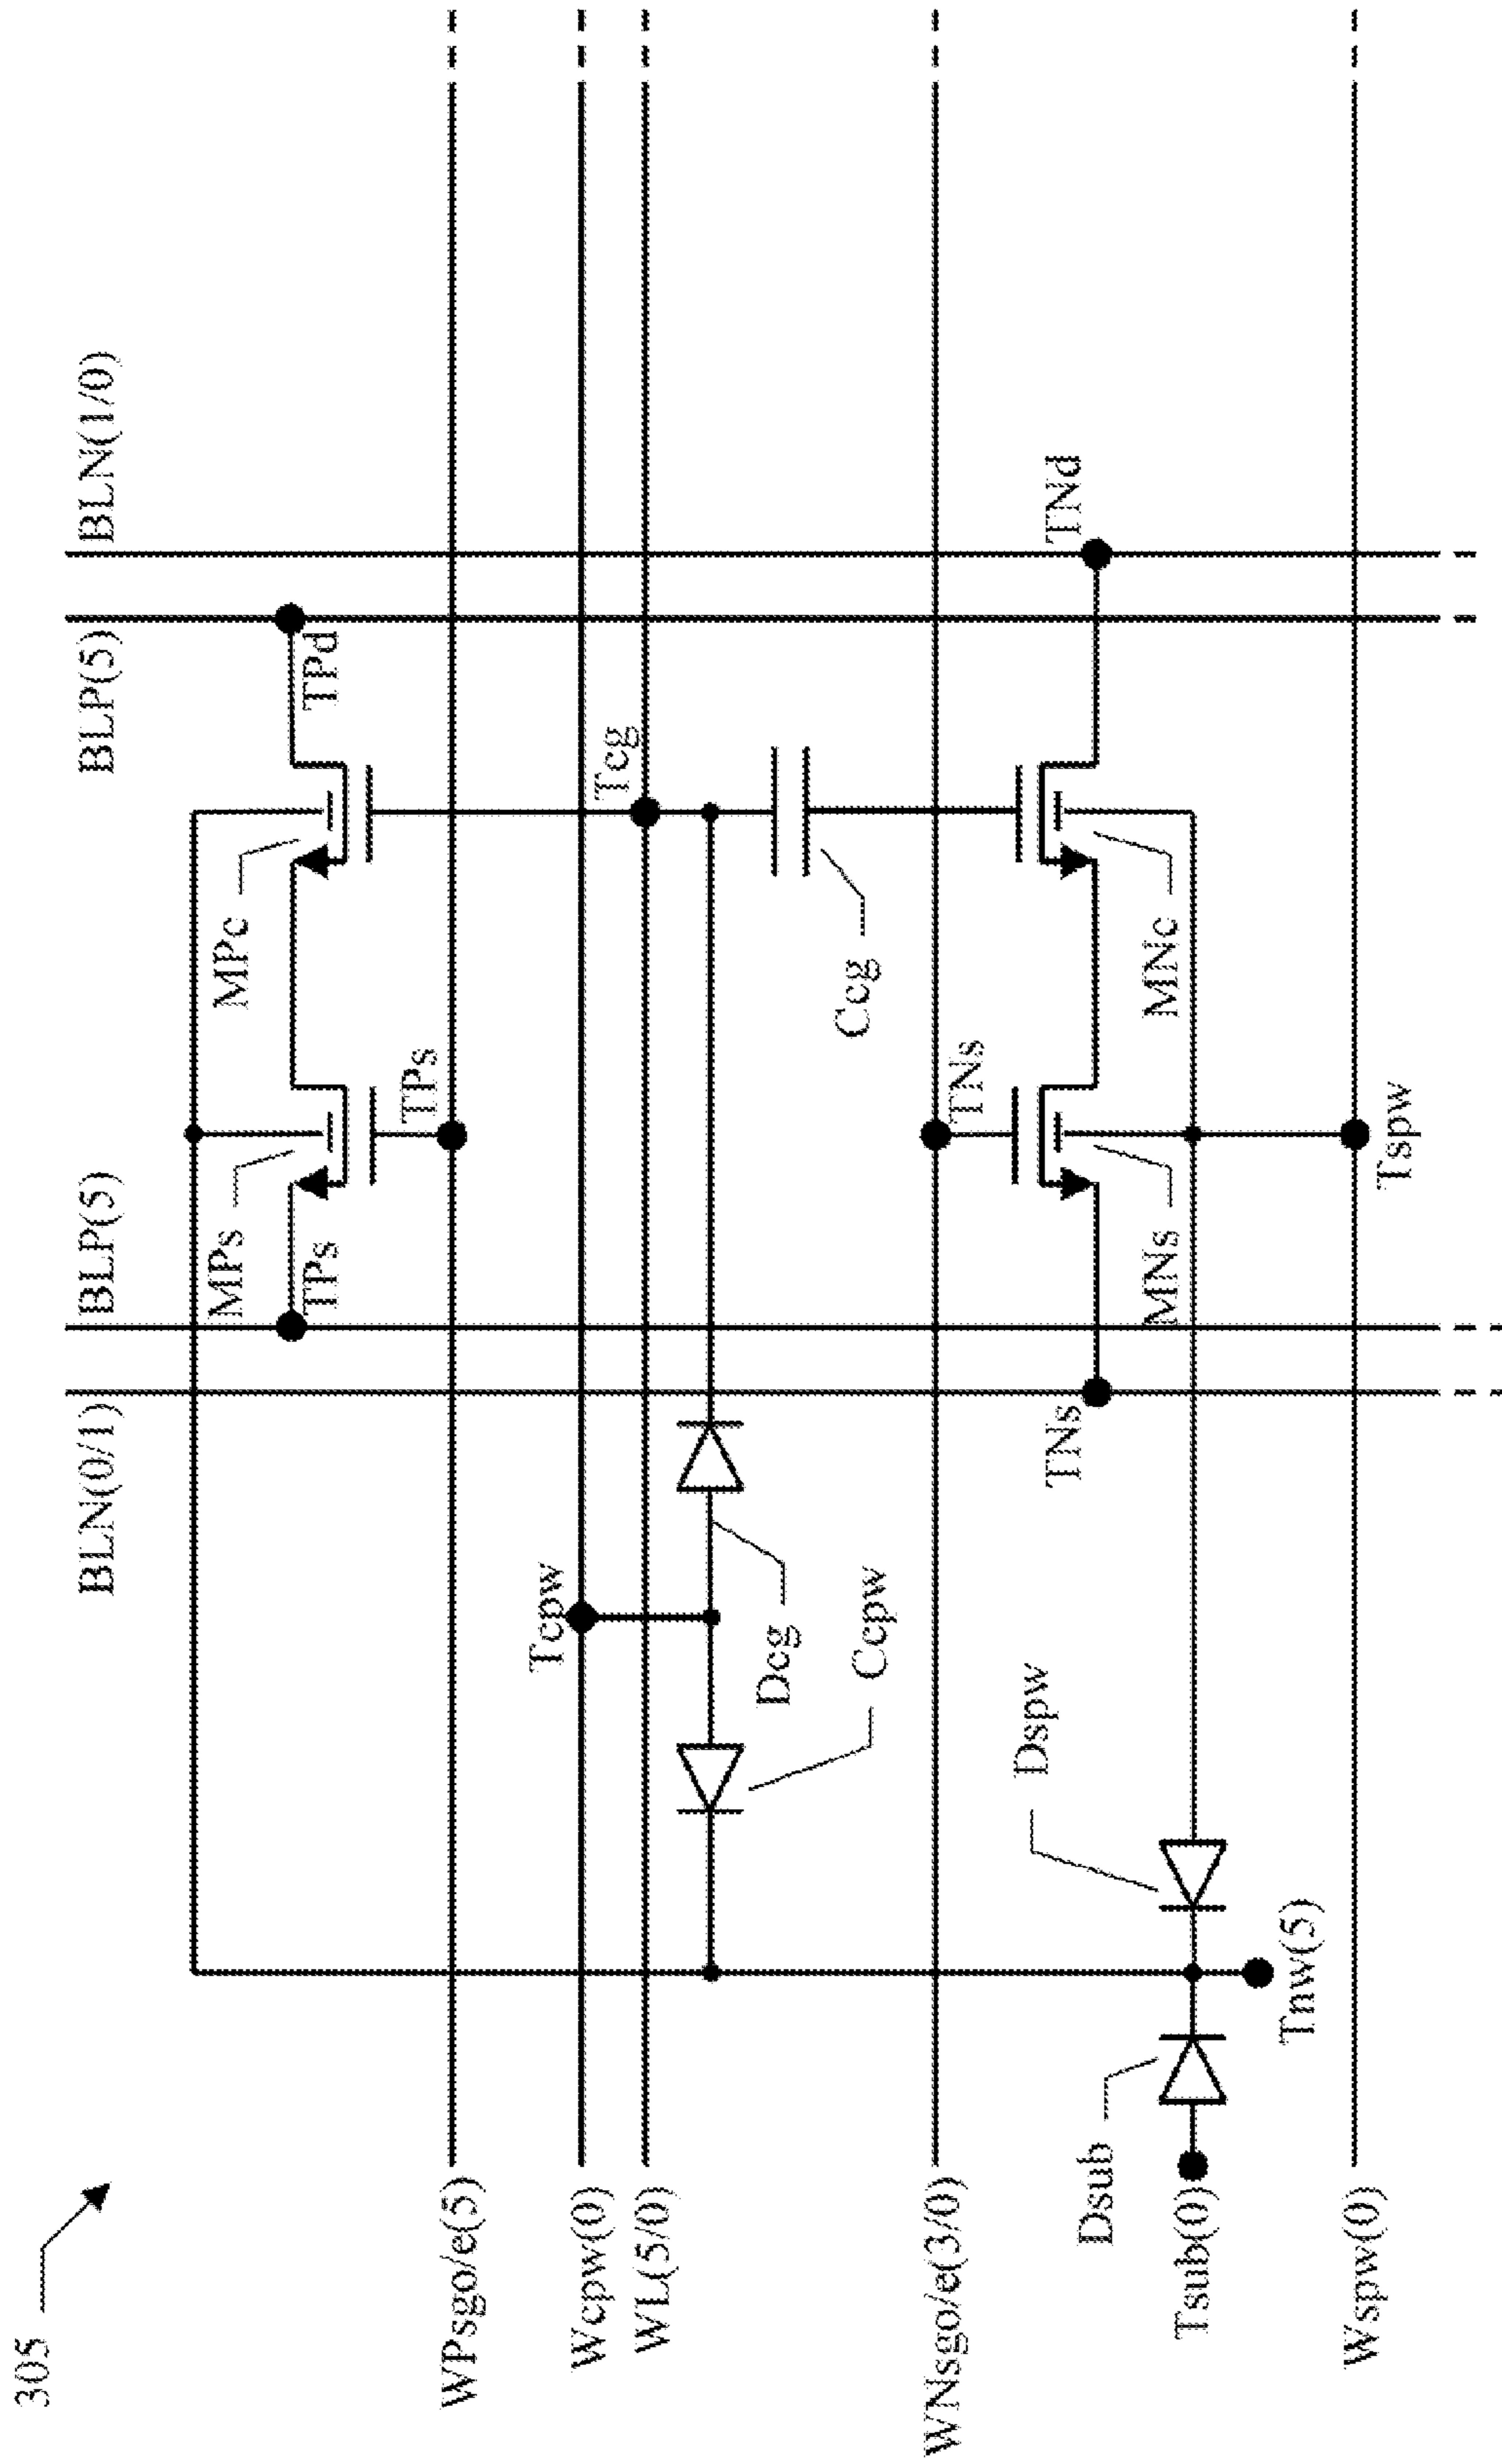 305
BLN(0/1)
BLP(5)
BLP(5)
BLN(1/0)
MPs
MPc
TPs
TPd
TPs
WPsgo/e(5)
Tcpw
Wcpw(0)
Tcg
WL(5/0)
Dcg
Ccpw
Ccg
WNsgo/e(3/0)
TNs
Dspw
TNs
TNd
Dsub
MNs
MNc
Tsub(0)
Tnw(5)
Wspw(0)
Tspw